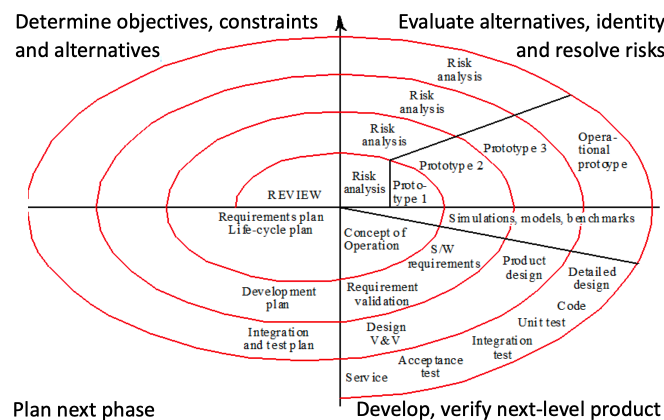 Determine objectives, constraints
and alternatives
Evaluate alternatives, identity
and resolve risks
Risk
analysis
Risk
analysis
Risk
analysis
Risk
analysis
Proto-
type 1
Prototype 2
Prototype 3
Opera-
tional
protoype
REVIEW
Requirements plan
Life-cycle plan
Simulations, models, benchmarks
Concept of
Operation
S/W
requirements
Product
design
Detailed
design
Development
plan
Requirement
validation
Code
Unit test
Integration
and test plan
Design
V&V
Integration
test
Acceptance
test
Service
Plan next phase
Develop, verify next-level product